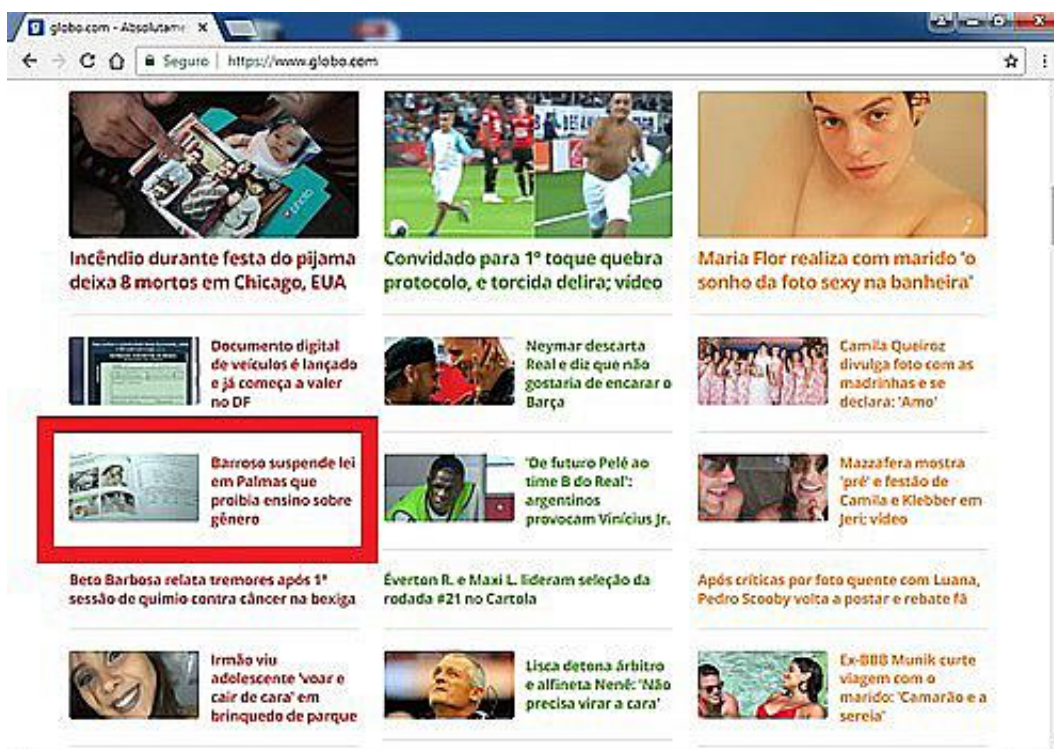 globo.com - Absolutame
Seguro | https://www.globo.com
Incêndio durante festa do pijama
deixa 8 mortos em Chicago, EUA
Convidado para 1º toque quebra
protocolo, e torcida delira; vídeo
Maria Flor realiza com marido 'o
sonho da foto sexy na banheira'
Documento digital
de veículos é lançado
e já começa a valer
no DF
Neymar descarta
Real e diz que não
gostaria de encarar o
Barça
Camila Queiroz
divulga foto com as
madrinhas e se
declara: 'Amo'
Barroso suspende lei
em Palmas que
proibia ensino sobre
gênero
'De futuro Pelé ao
time B do Real':
argentinos
provocam Vinícius Jr.
Mazzafera mostra
'pré' e festão de
Camila e Klebber em
Jeri; vídeo
Beto Barbosa relata tremores após 1ª
sessão de quimio contra câncer na bexiga
Éverton R. e Maxi L. lideram seleção da
rodada #21 no Cartola
Após críticas por foto quente com Luana,
Pedro Scooby volta a postar e rebate fã
Irmão viu
adolescente 'voar e
cair de cara' em
brinquedo de parque
Lisca detona árbitro
e alfineta Nenê: 'Não
precisa virar a cara'
Ex-BBB Munik curte
viagem com o
marido: 'Camarão e a
sereia'